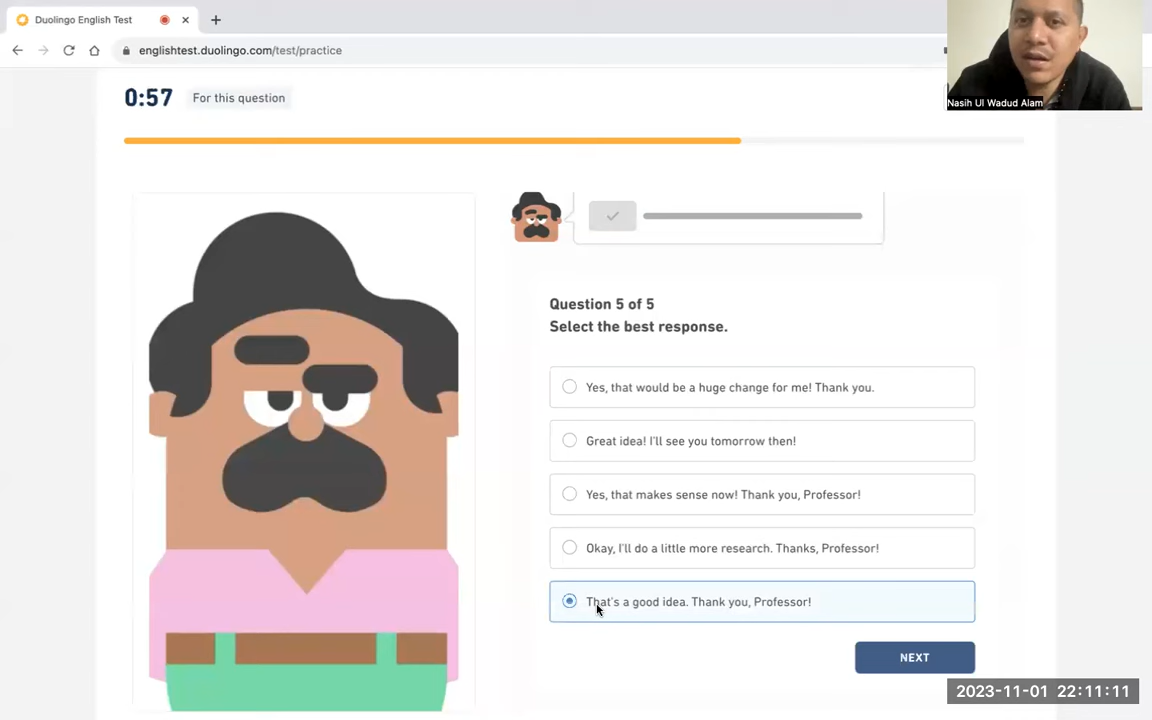 Duolingo English Test
englishtest.duolingo.com/test/practice
Nasih Ul Wadud Alam
0:57 For this question
Question 5 of 5
Select the best response.
Yes, that would be a huge change for me! Thank you.
Great idea! I'll see you tomorrow then!
Yes, that makes sense now! Thank you, Professor!
Okay, I'll do a little more research. Thanks, Professor!
That's a good idea. Thank you, Professor!
NEXT
2023-11-01 22:11:11